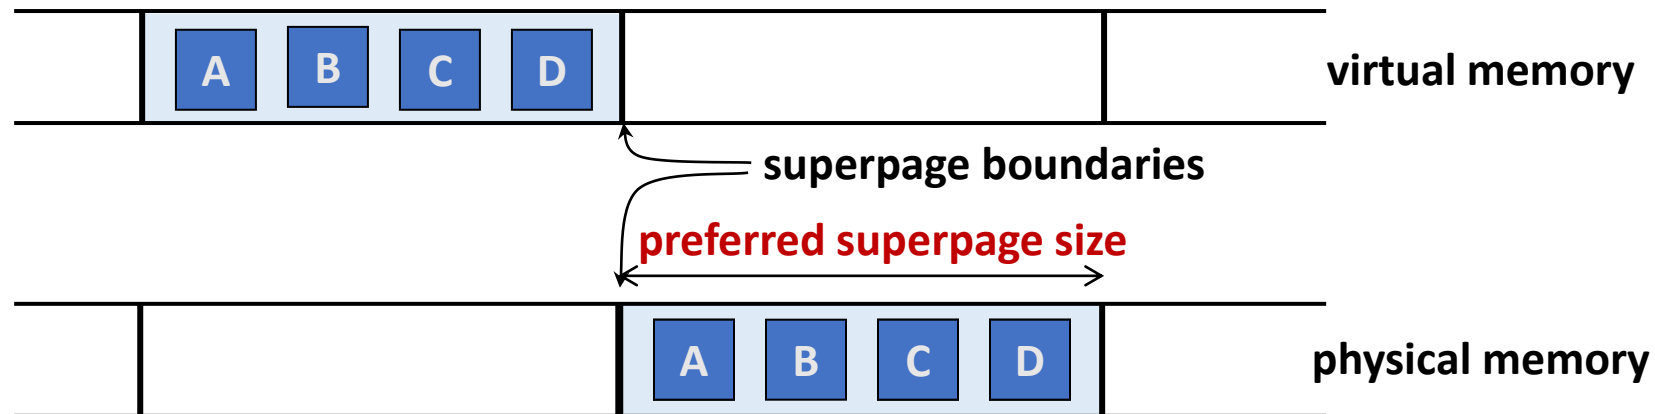 A B C D
virtual memory
superpage boundaries
preferred superpage size
A B C D
physical memory